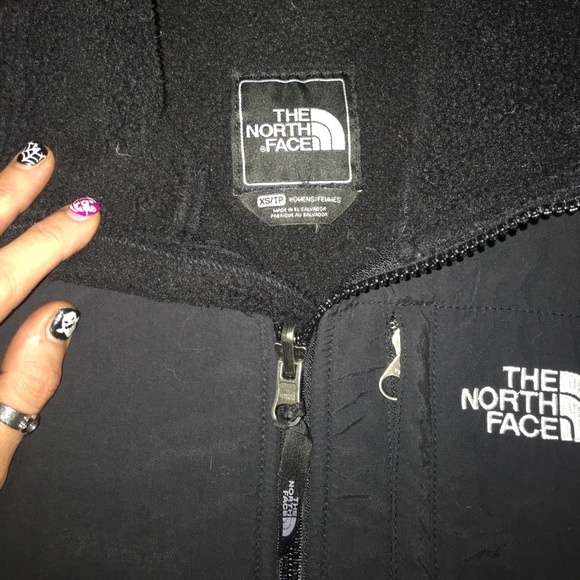 THE
NORTH
FACE
XS/TP WOMENS/FEMMES
MADE IN EL SALVADOR
FABRIQUE AU SALVADOR
THE
NORTH
FACE
THE
NORTH
FACE